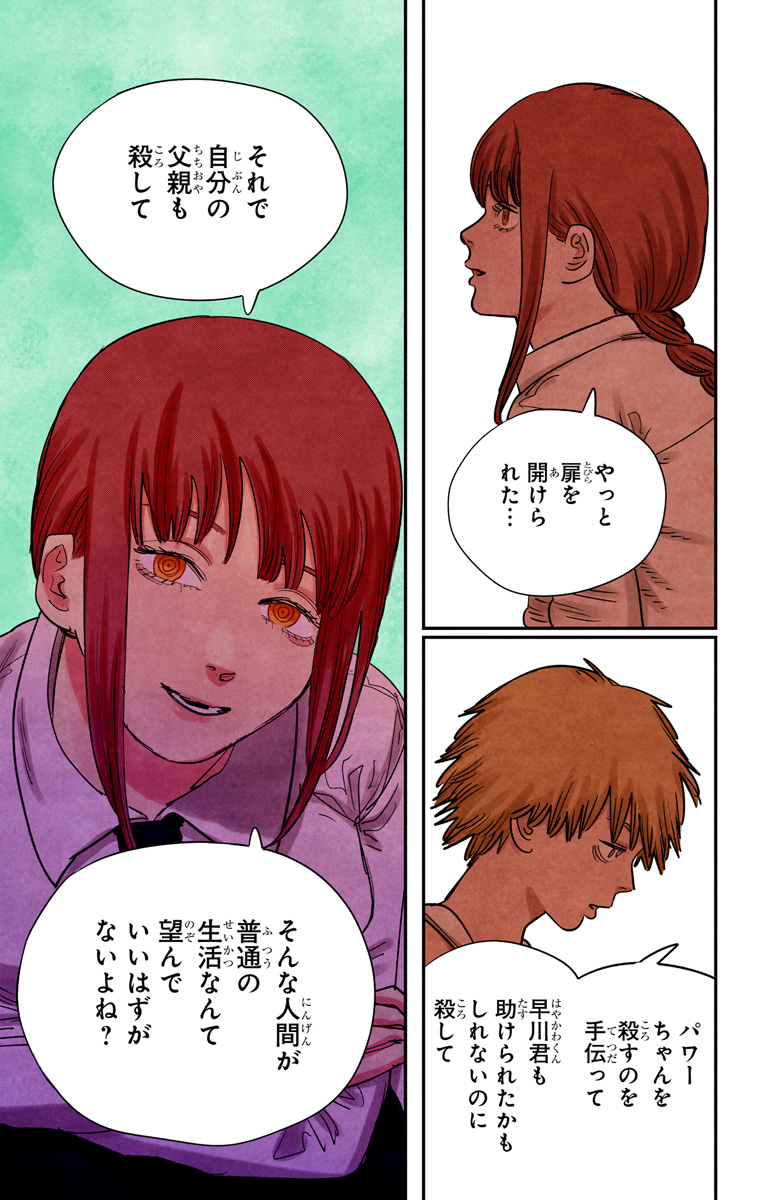 やっと
扉を
開けら
れた…
パワー
ちゃんを
殺すのを
手伝って
早川君も
助けられたかも
しれないのに
殺して
それで
自分の
父親も
殺して
そんな人間が
普通の
生活なんて
望んで
いいはずが
ないよね?